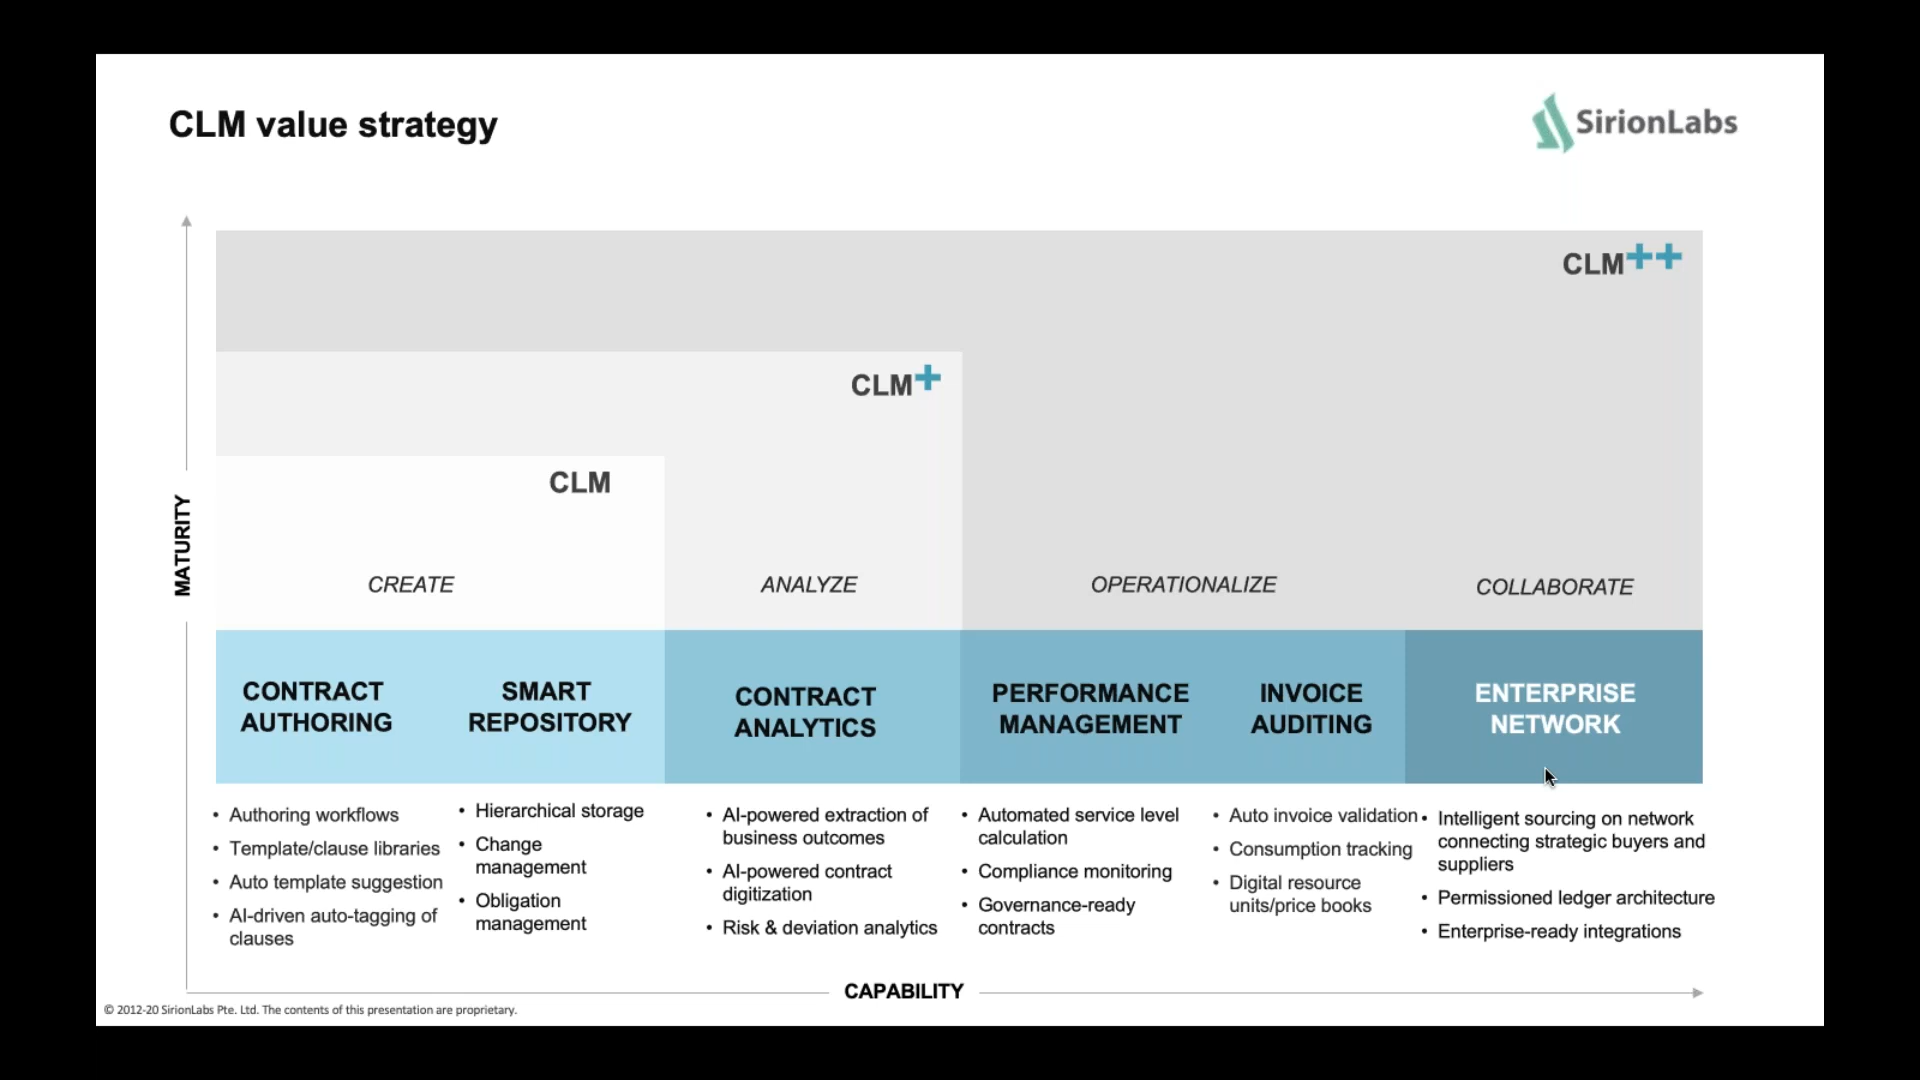 CLM value strategy
SirionLabs
CLM++
CLM+
CLM
MATURITY
CREATE
ANALYZE
OPERATIONALIZE
COLLABORATE
CONTRACT
AUTHORING
SMART
REPOSITORY
CONTRACT
ANALYTICS
PERFORMANCE
MANAGEMENT
INVOICE
AUDITING
ENTERPRISE
NETWORK
• Authoring workflows
• Template/clause libraries
• Auto template suggestion
• AI-driven auto-tagging of
clauses
• Hierarchical storage
• Change
management
• Obligation
management
• AI-powered extraction of
business outcomes
• AI-powered contract
digitization
• Risk & deviation analytics
• Automated service level
calculation
• Compliance monitoring
• Governance-ready
contracts
• Auto invoice validation
• Consumption tracking
• Digital resource
units/price books
• Intelligent sourcing on network
connecting strategic buyers and
suppliers
• Permissioned ledger architecture
• Enterprise-ready integrations
CAPABILITY
© 2012-20 SirionLabs Pte. Ltd. The contents of this presentation are proprietary.